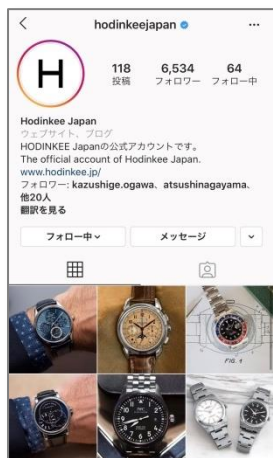 hodinkeejapan
H
118 6,534 64
投稿 フォロワー フォロー中
Hodinkee Japan
ウェブサイト、ブログ
HODINKEE Japanの公式アカウントです。
The official account of Hodinkee Japan.
www.hodinkee.jp/
フォロワー: kazushige.ogawa、atsushinagayama、
他20人
翻訳を見る
フォロー中 メッセージ
FIG. 1
IWC